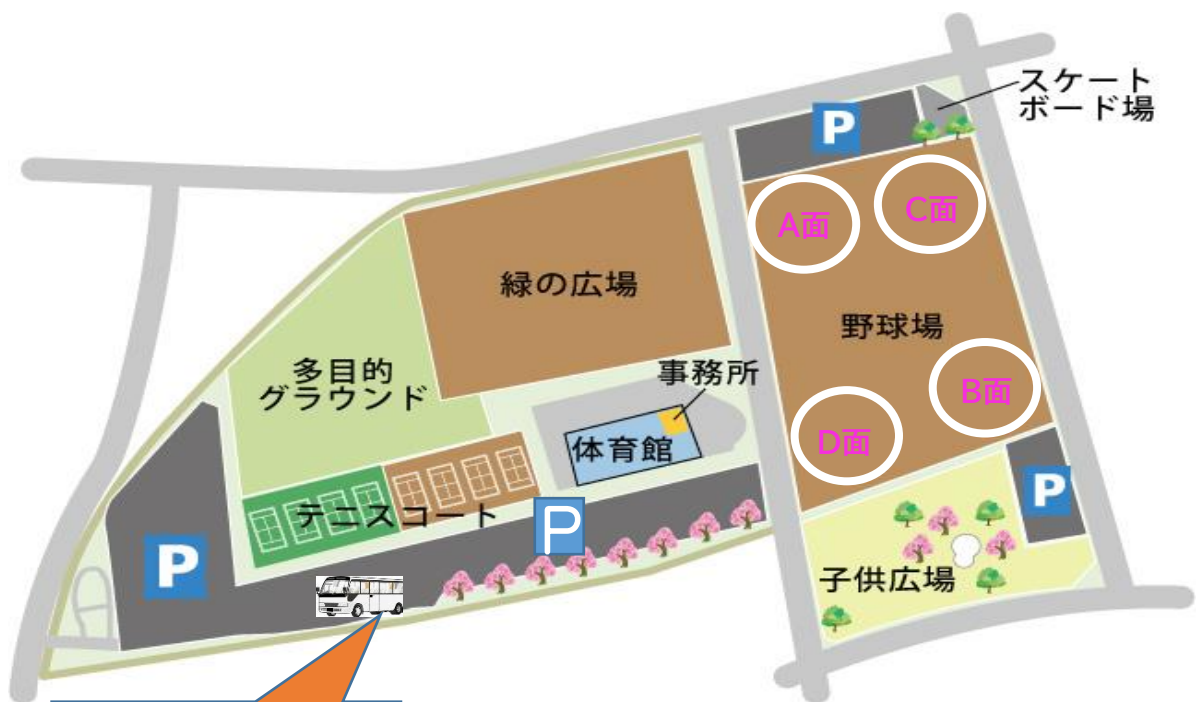 スケート
ボード場
P
A面
C面
緑の広場
野球場
多目的
グラウンド
事務所
B面
D面
体育館
P
テニスコート
P
P
子供広場